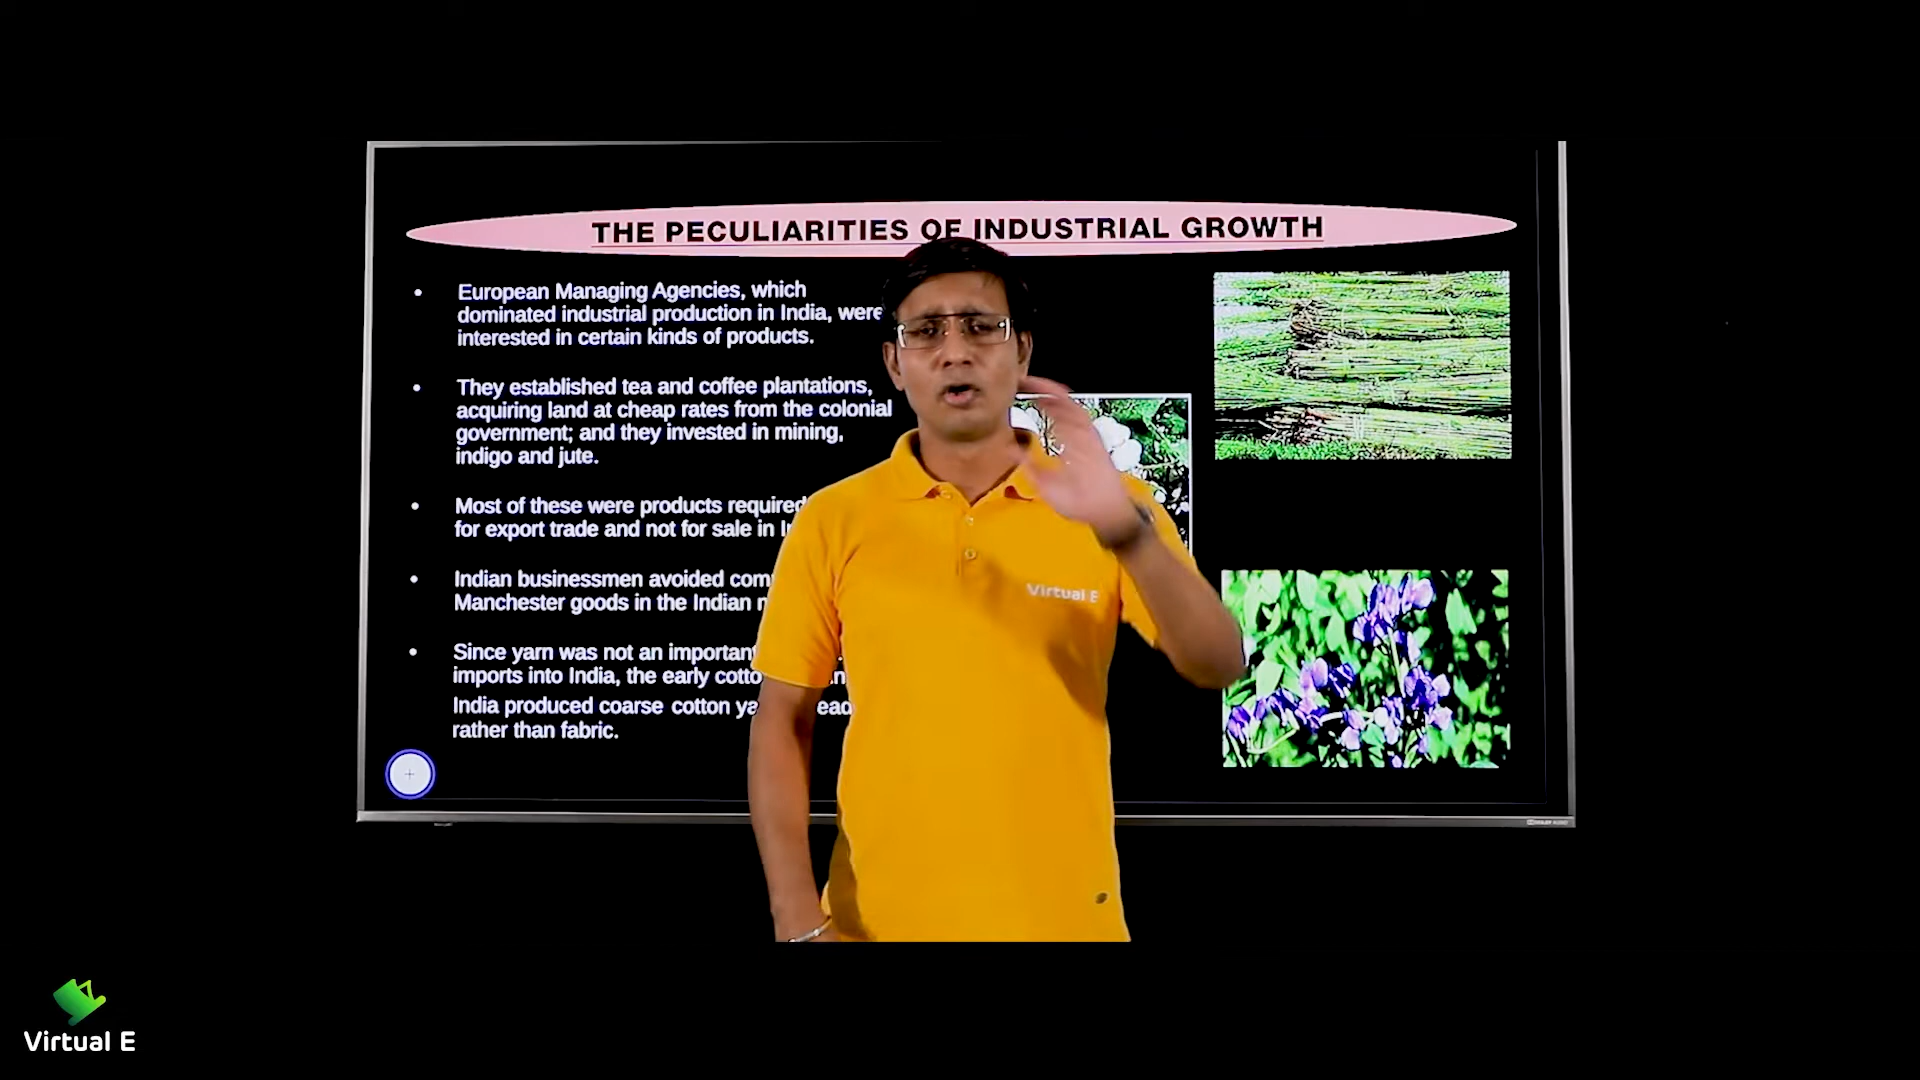 THE PECULIARITIES OF INDUSTRIAL GROWTH
• European Managing Agencies, which
dominated industrial production in India, were
interested in certain kinds of products.
• They established tea and coffee plantations,
acquiring land at cheap rates from the colonial
government; and they invested in mining,
indigo and jute.
• Most of these were products required
for export trade and not for sale in
• Indian businessmen avoided
Manchester goods in the Indian
• Since yarn was not an important
imports into India, the early
India produced coarse cotton
rather than fabric.
Virtual E
Virtual E